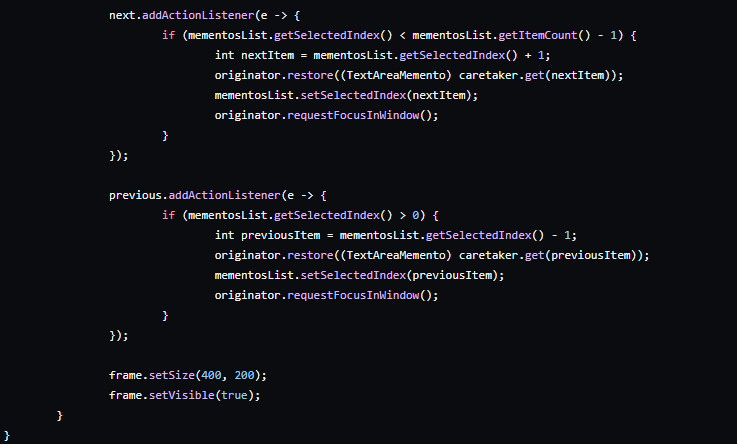 next.addActionListener(e -> {
if (mementosList.getSelectedIndex() < mementosList.getItemCount() - 1) {
int nextItem = mementosList.getSelectedIndex() + 1;
originator.restore((TextAreaMemento) caretaker.get(nextItem));
mementosList.setSelectedIndex(nextItem);
originator.requestFocusInWindow();
}
});
previous.addActionListener(e -> {
if (mementosList.getSelectedIndex() > 0) {
int previousItem = mementosList.getSelectedIndex() - 1;
originator.restore((TextAreaMemento) caretaker.get(previousItem));
mementosList.setSelectedIndex(previousItem);
originator.requestFocusInWindow();
}
});
frame.setSize(400, 200);
frame.setVisible(true);
}
}